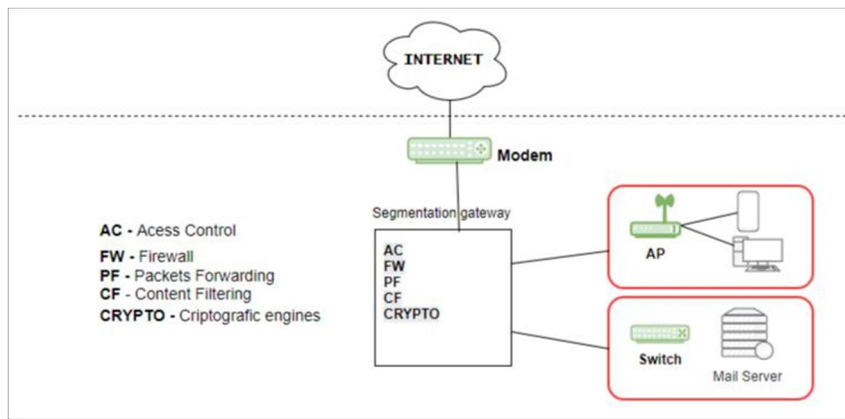 INTERNET
Modem
Segmentation gateway
AC - Acess Control
FW - Firewall
PF - Packets Forwarding
CF - Content Filtering
CRYPTO - Criptografic engines
AC
FW
PF
CF
CRYPTO
AP
Switch
Mail Server